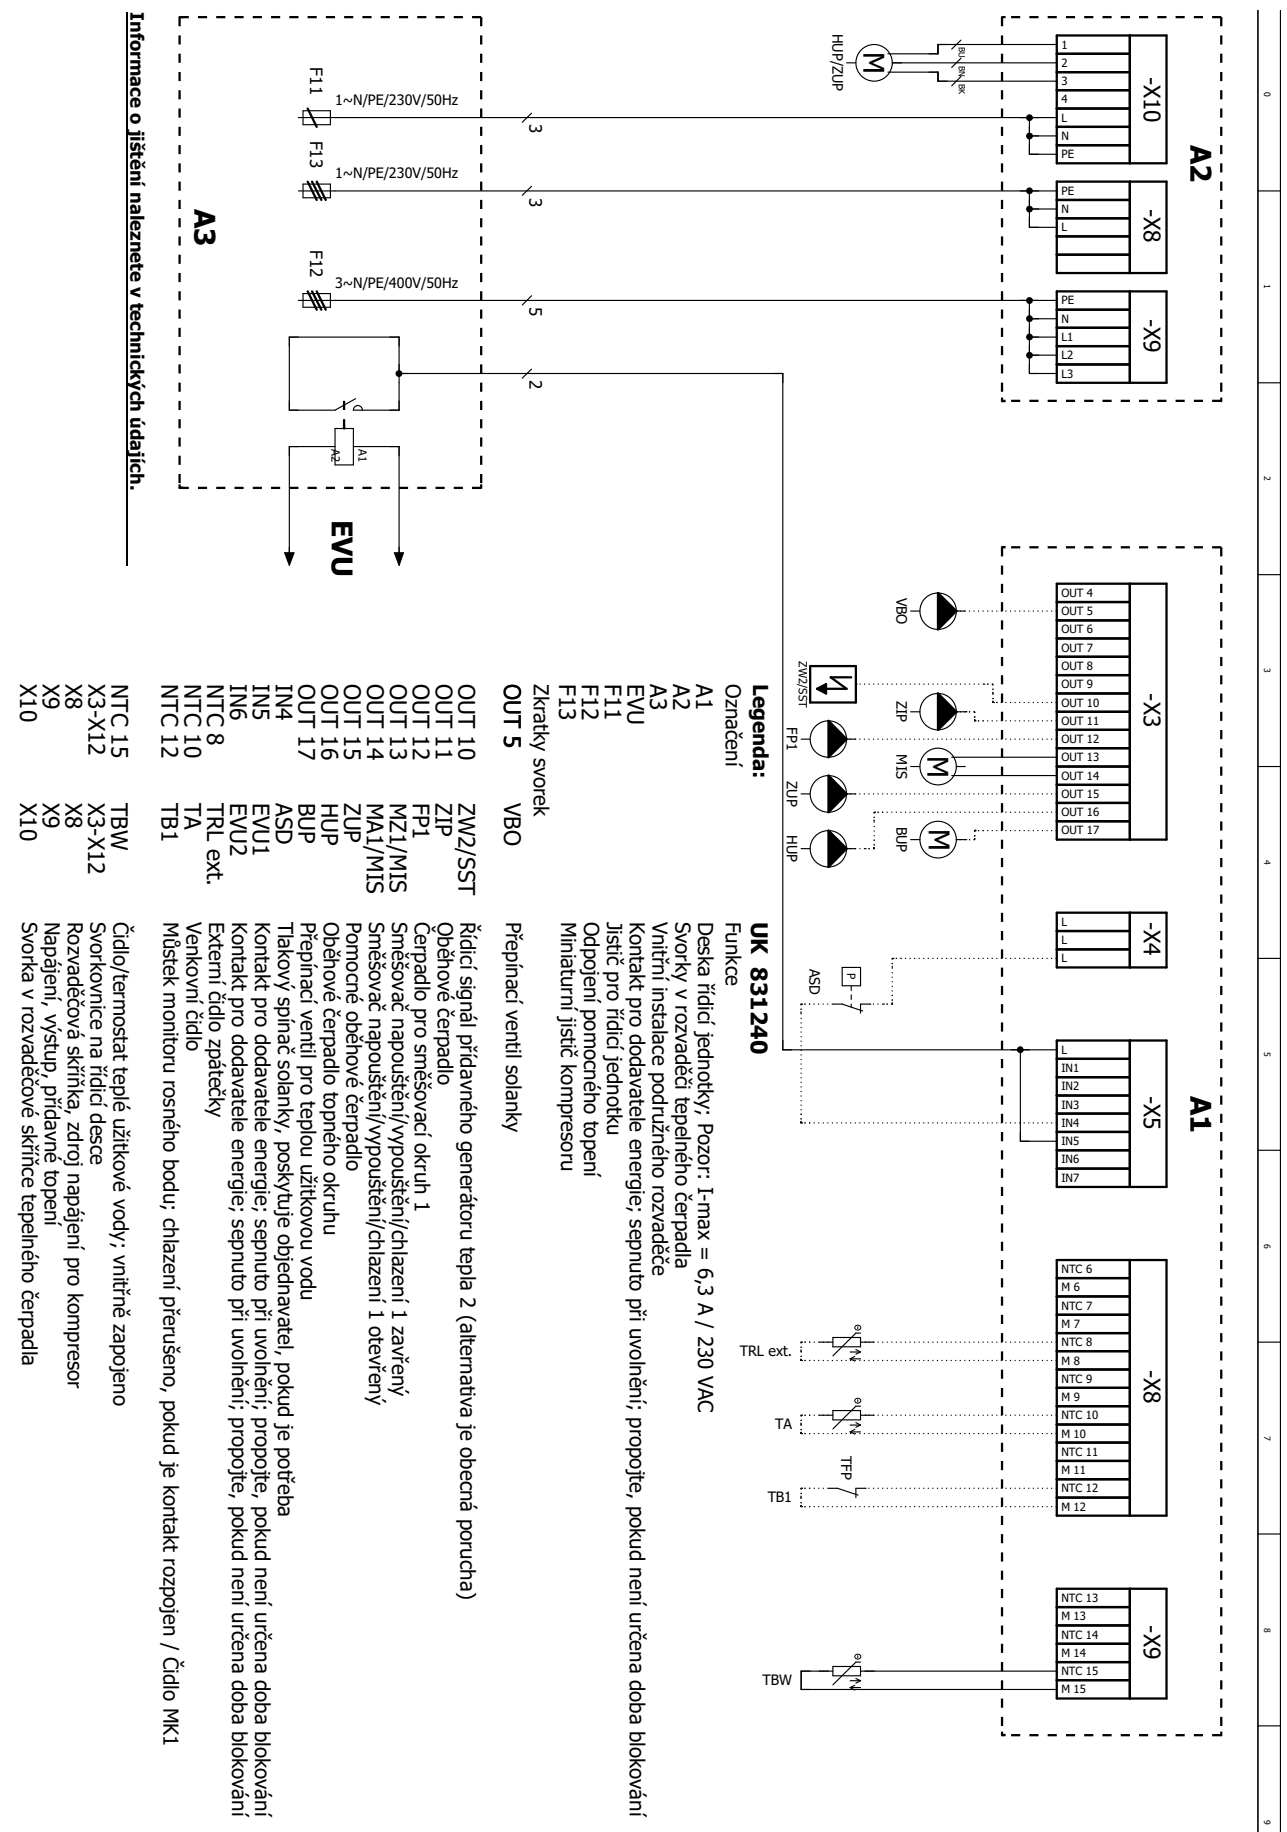 0
1
2
3
4
5
6
7
8
9
A2
A1
-X10
1
2
3
4
L
N
PE
-X8
PE
N
L
-X9
PE
N
L1
L2
L3
-X3
OUT 4
OUT 5
OUT 6
OUT 7
OUT 8
OUT 9
OUT 10
OUT 11
OUT 12
OUT 13
OUT 14
OUT 15
OUT 16
OUT 17
-X4
L
L
L
-X5
L
IN1
IN2
IN3
IN4
IN5
IN6
IN7
-X8
NTC 6
M 6
NTC 7
M 7
NTC 8
M 8
NTC 9
M 9
NTC 10
M 10
NTC 11
M 11
NTC 12
M 12
-X9
NTC 13
M 13
NTC 14
M 14
NTC 15
M 15
BU
BN
BK
M
HUP/ZUP
VBO
ZW2/SST
ZIP
FP1
M
MIS
ZUP
HUP
M
BUP
P
ASD
TRL ext.
TA
TFP
TB1
TBW
3
3
5
2
F11
1~N/PE/230V/50Hz
F13
1~N/PE/230V/50Hz
F12
3~N/PE/400V/50Hz
A1
A2
A3
EVU
Informace o jištění naleznete v technických údajích.
Legenda: UK 831240
Označení Funkce
A1 Deska řídicí jednotky; Pozor: I-max = 6,3 A / 230 VAC
A2 Svorky v rozvaděči tepelného čerpadla
A3 Vnitřní instalace podružného rozvaděče
EVU Kontakt pro dodavatele energie; sepnuto při uvolnění; propojte, pokud není určena doba blokování
F11 Jistič pro řídicí jednotku
F12 Odpojení pomocného topení
F13 Miniaturní jistič kompresoru
Zkratky svorek
OUT 5 VBO Přepínací ventil solanky
OUT 10 ZW2/SST Řídicí signál přídavného generátoru tepla 2 (alternativa je obecná porucha)
OUT 11 ZIP Oběhové čerpadlo
OUT 12 FP1 Čerpadlo pro směšovací okruh 1
OUT 13 MZ1/MIS Směšovač napouštění/vypouštění/chlazení 1 zavřený
OUT 14 MA1/MIS Směšovač napouštění/vypouštění/chlazení 1 otevřený
OUT 15 ZUP Pomocné oběhové čerpadlo
OUT 16 HUP Oběhové čerpadlo topného okruhu
OUT 17 BUP Přepínací ventil pro teplou užitkovou vodu
IN4 ASD Tlakový spínač solanky, poskytuje objednavatel, pokud je potřeba
IN5 EVU1 Kontakt pro dodavatele energie; sepnuto při uvolnění; propojte, pokud není určena doba blokování
IN6 EVU2 Kontakt pro dodavatele energie; sepnuto při uvolnění; propojte, pokud není určena doba blokování
NTC 8 TRL ext. Externí čidlo zpátečky
NTC 10 TA Venkovní čidlo
NTC 12 TB1 Můstek monitoru rosného bodu; chlazení přerušeno, pokud je kontakt rozpojen / Čidlo MK1
NTC 15 TBW Čidlo/termostat teplé užitkové vody; vnitřně zapojeno
X3-X12 X3-X12 Svorkovnice na řídicí desce
X8 X8 Rozvaděčová skříňka, zdroj napájení pro kompresor
X9 X9 Napájení, výstup, přídavné topení
X10 X10 Svorka v rozvaděčové skříňce tepelného čerpadla